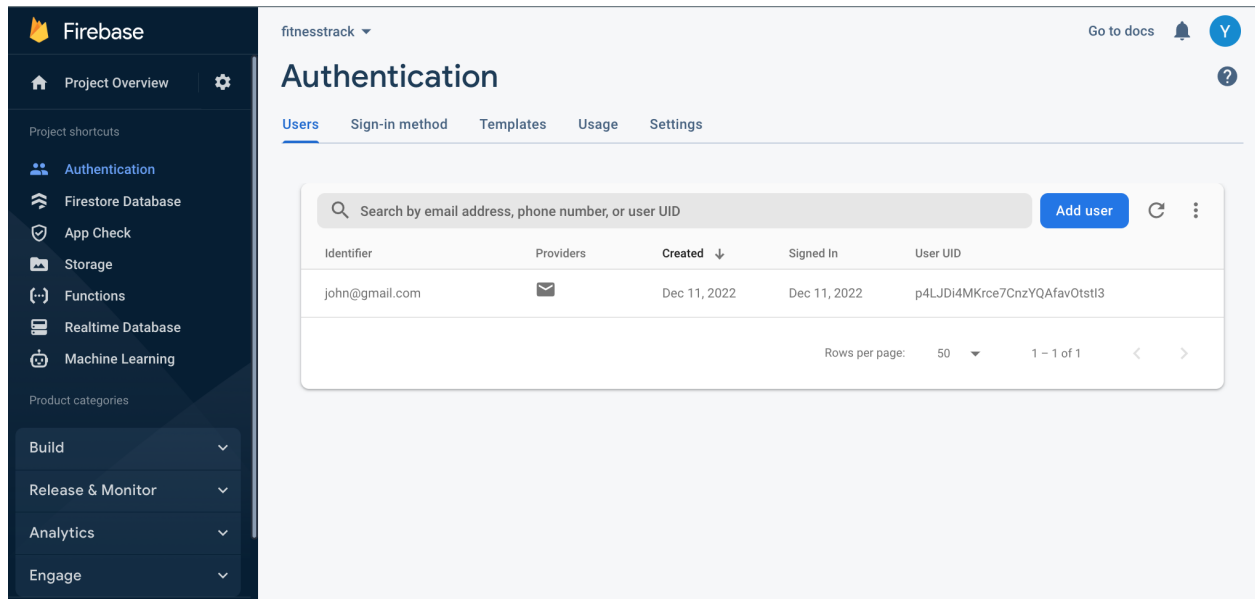 Firebase
fitnesstrack
Go to docs
Y
Project Overview
Authentication
Users Sign-in method Templates Usage Settings
Project shortcuts
Authentication
Firestore Database
App Check
Storage
Functions
Realtime Database
Machine Learning
Product categories
Build
Release & Monitor
Analytics
Engage
Search by email address, phone number, or user UID
Add user
Identifier Providers Created Signed In User UID
john@gmail.com Dec 11, 2022 Dec 11, 2022 p4LJDi4MKrce7CnzYQAfavOtstI3
Rows per page: 50 1 – 1 of 1